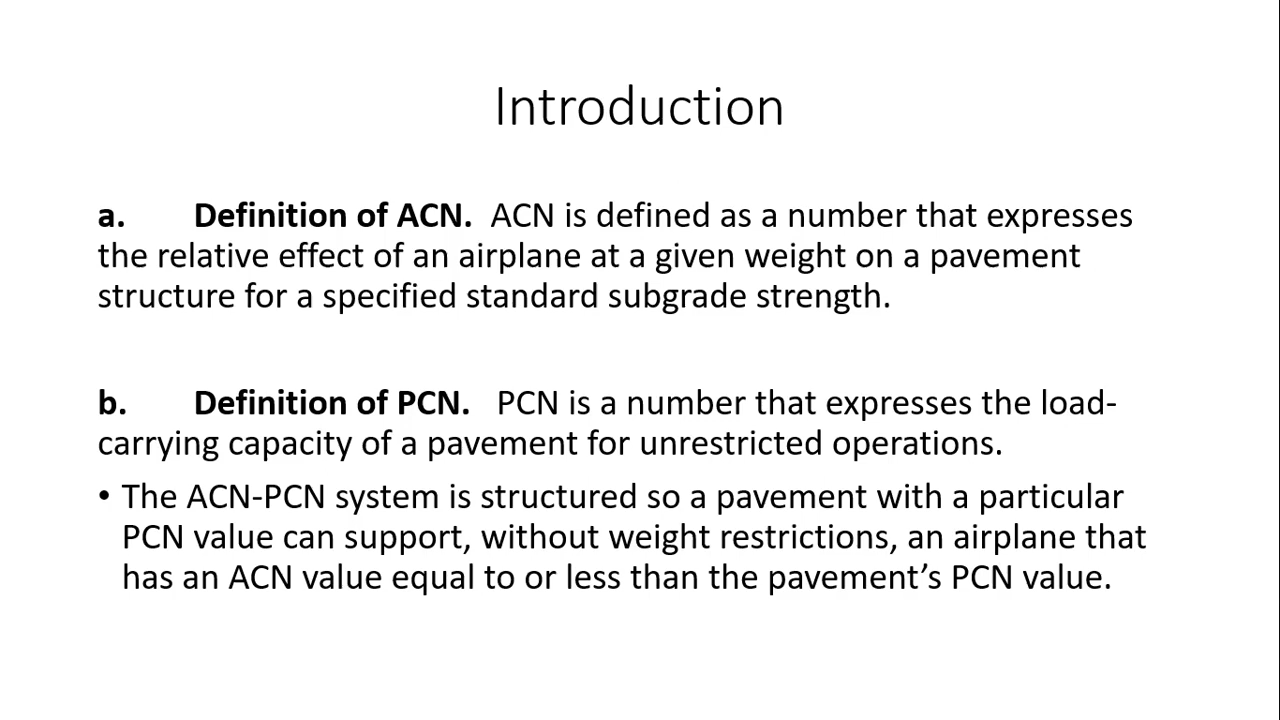 Introduction
a. Definition of ACN. ACN is defined as a number that expresses
the relative effect of an airplane at a given weight on a pavement
structure for a specified standard subgrade strength.
b. Definition of PCN. PCN is a number that expresses the load-
carrying capacity of a pavement for unrestricted operations.
• The ACN-PCN system is structured so a pavement with a particular
PCN value can support, without weight restrictions, an airplane that
has an ACN value equal to or less than the pavement’s PCN value.